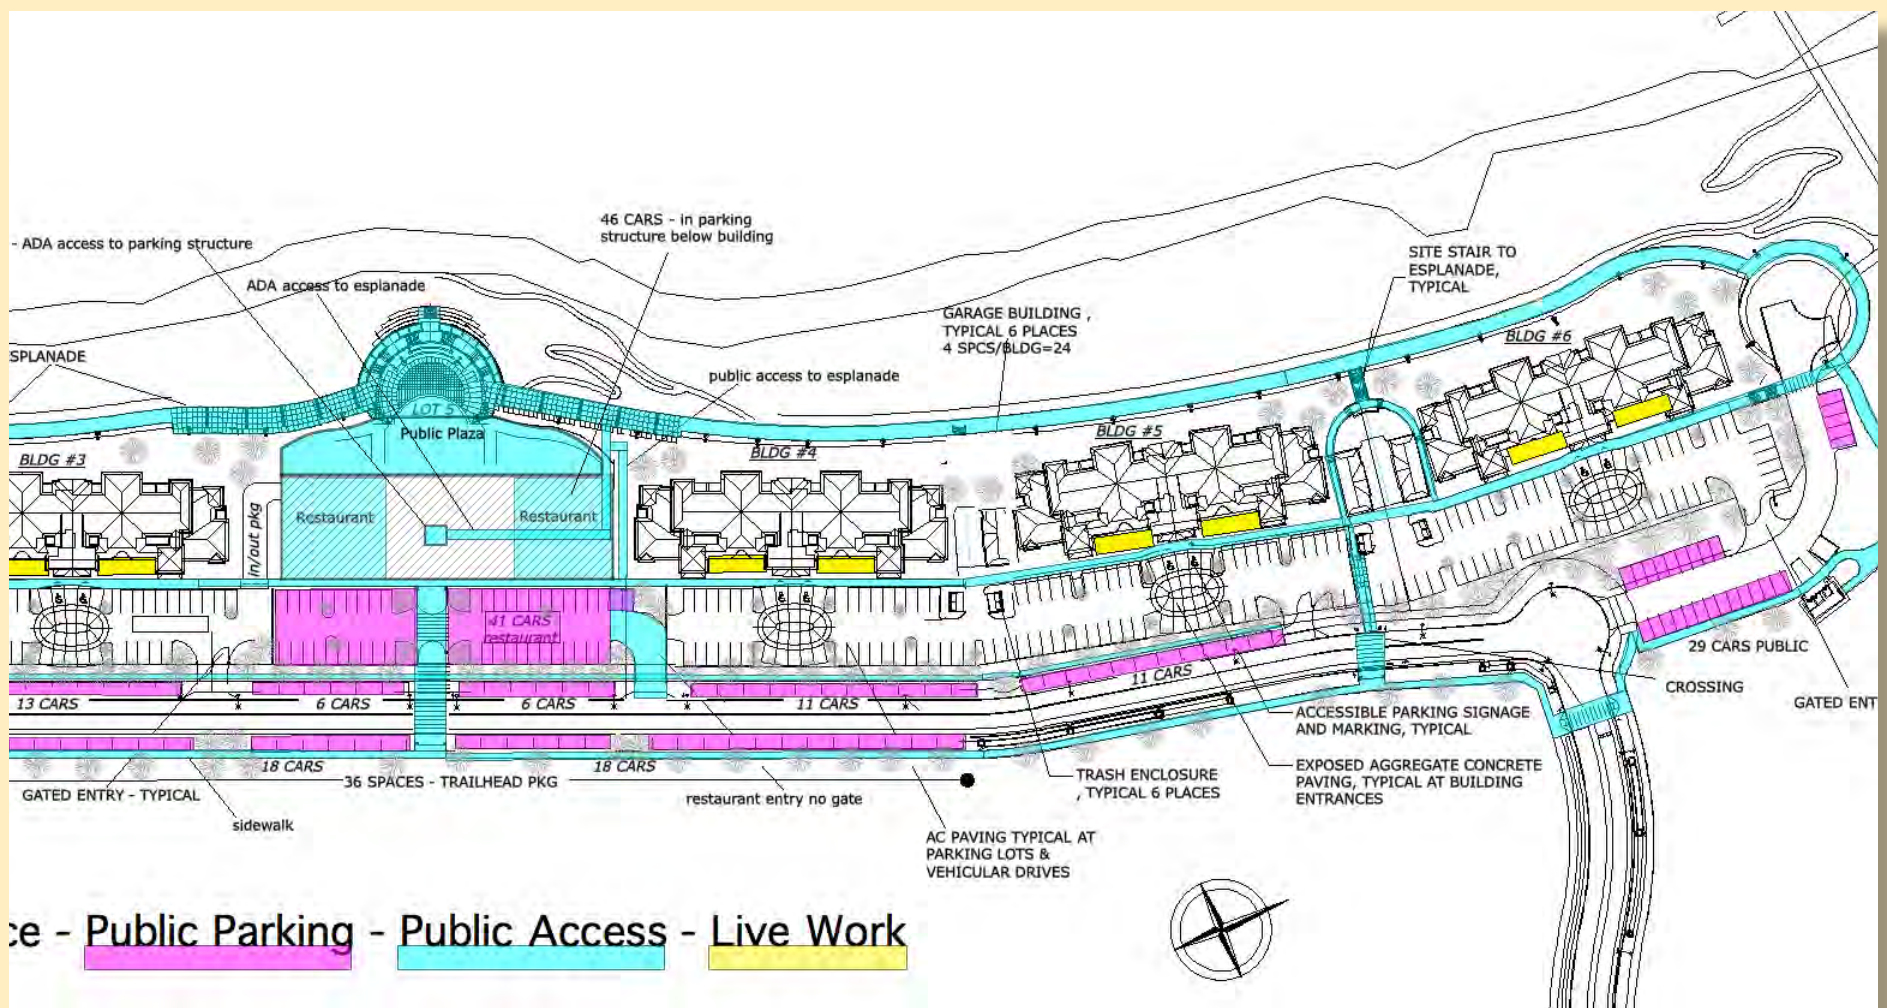 46 CARS - in parking
structure below building
- ADA access to parking structure
ADA access to esplanade
SITE STAIR TO
ESPLANADE,
TYPICAL
GARAGE BUILDING ,
TYPICAL 6 PLACES
4 SPCS/BLDG=24
BLDG #6
SPLANADE
public access to esplanade
LOT 5
Public Plaza
BLDG #3
BLDG #4
BLDG #5
in/out pkg
Restaurant
Restaurant
41 CARS
restaurant
29 CARS PUBLIC
CROSSING
GATED ENT
13 CARS
6 CARS
6 CARS
11 CARS
11 CARS
ACCESSIBLE PARKING SIGNAGE
AND MARKING, TYPICAL
18 CARS
18 CARS
36 SPACES - TRAILHEAD PKG
GATED ENTRY - TYPICAL
sidewalk
restaurant entry no gate
TRASH ENCLOSURE
, TYPICAL 6 PLACES
EXPOSED AGGREGATE CONCRETE
PAVING, TYPICAL AT BUILDING
ENTRANCES
AC PAVING TYPICAL AT
PARKING LOTS &
VEHICULAR DRIVES
ce - Public Parking - Public Access - Live Work